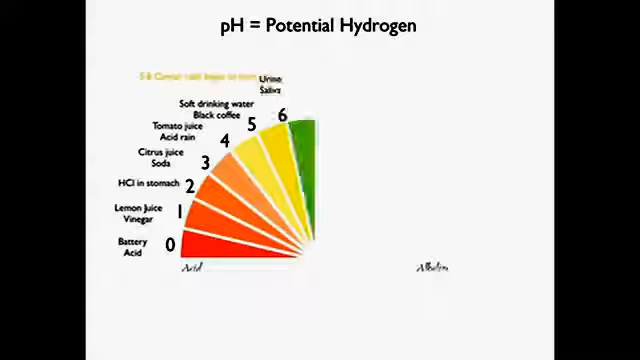 pH = Potential Hydrogen
Urine
Saliva
Soft drinking water
Black coffee
6
5
Tomato juice
Acid rain
4
Citrus juice
Soda
3
HCl in stomach
2
Lemon Juice
Vinegar
1
Battery
Acid
0
Acid